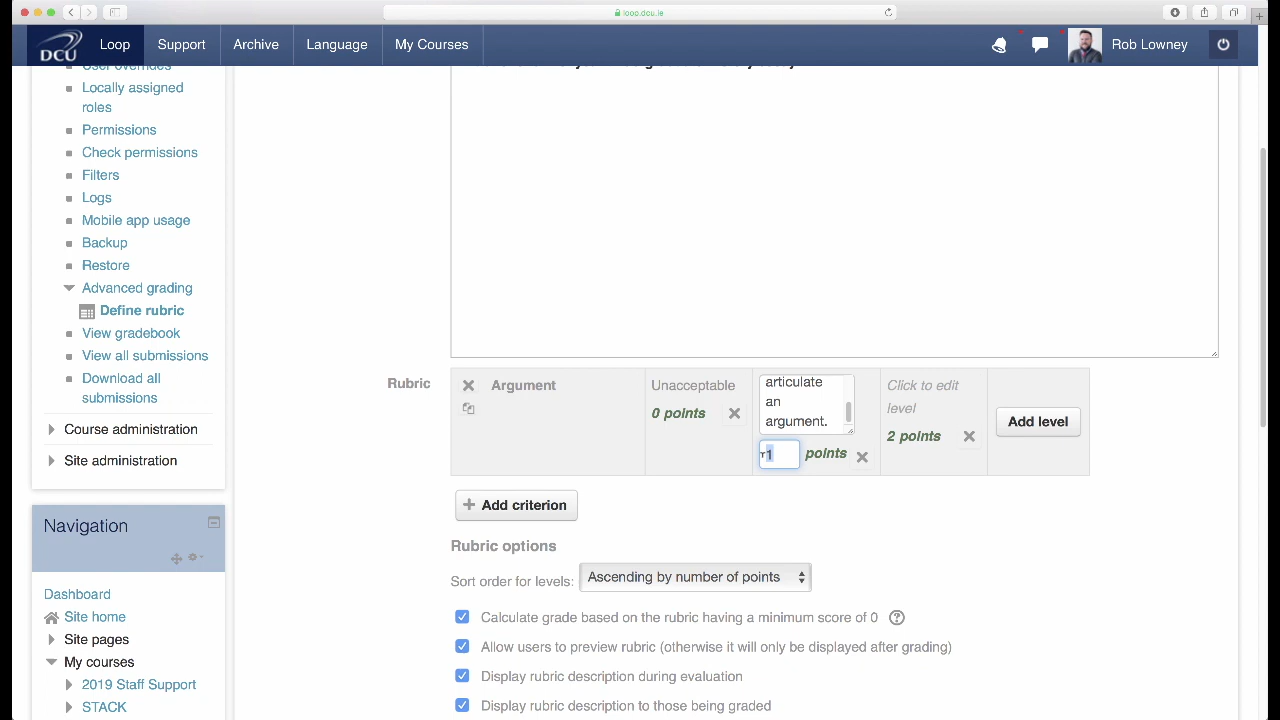 loop.dcu.ie
DCU
Loop
Support
Archive
Language
My Courses
Rob Lowney
User overrides
Locally assigned
roles
Permissions
Check permissions
Filters
Logs
Mobile app usage
Backup
Restore
Advanced grading
Define rubric
View gradebook
View all submissions
Download all
submissions
Course administration
Site administration
Navigation
Dashboard
Site home
Site pages
My courses
2019 Staff Support
STACK
Rubric
Argument
Unacceptable
0 points
articulate
an
argument.
1 points
Click to edit
level
2 points
Add level
Add criterion
Rubric options
Sort order for levels: Ascending by number of points
Calculate grade based on the rubric having a minimum score of 0
Allow users to preview rubric (otherwise it will only be displayed after grading)
Display rubric description during evaluation
Display rubric description to those being graded